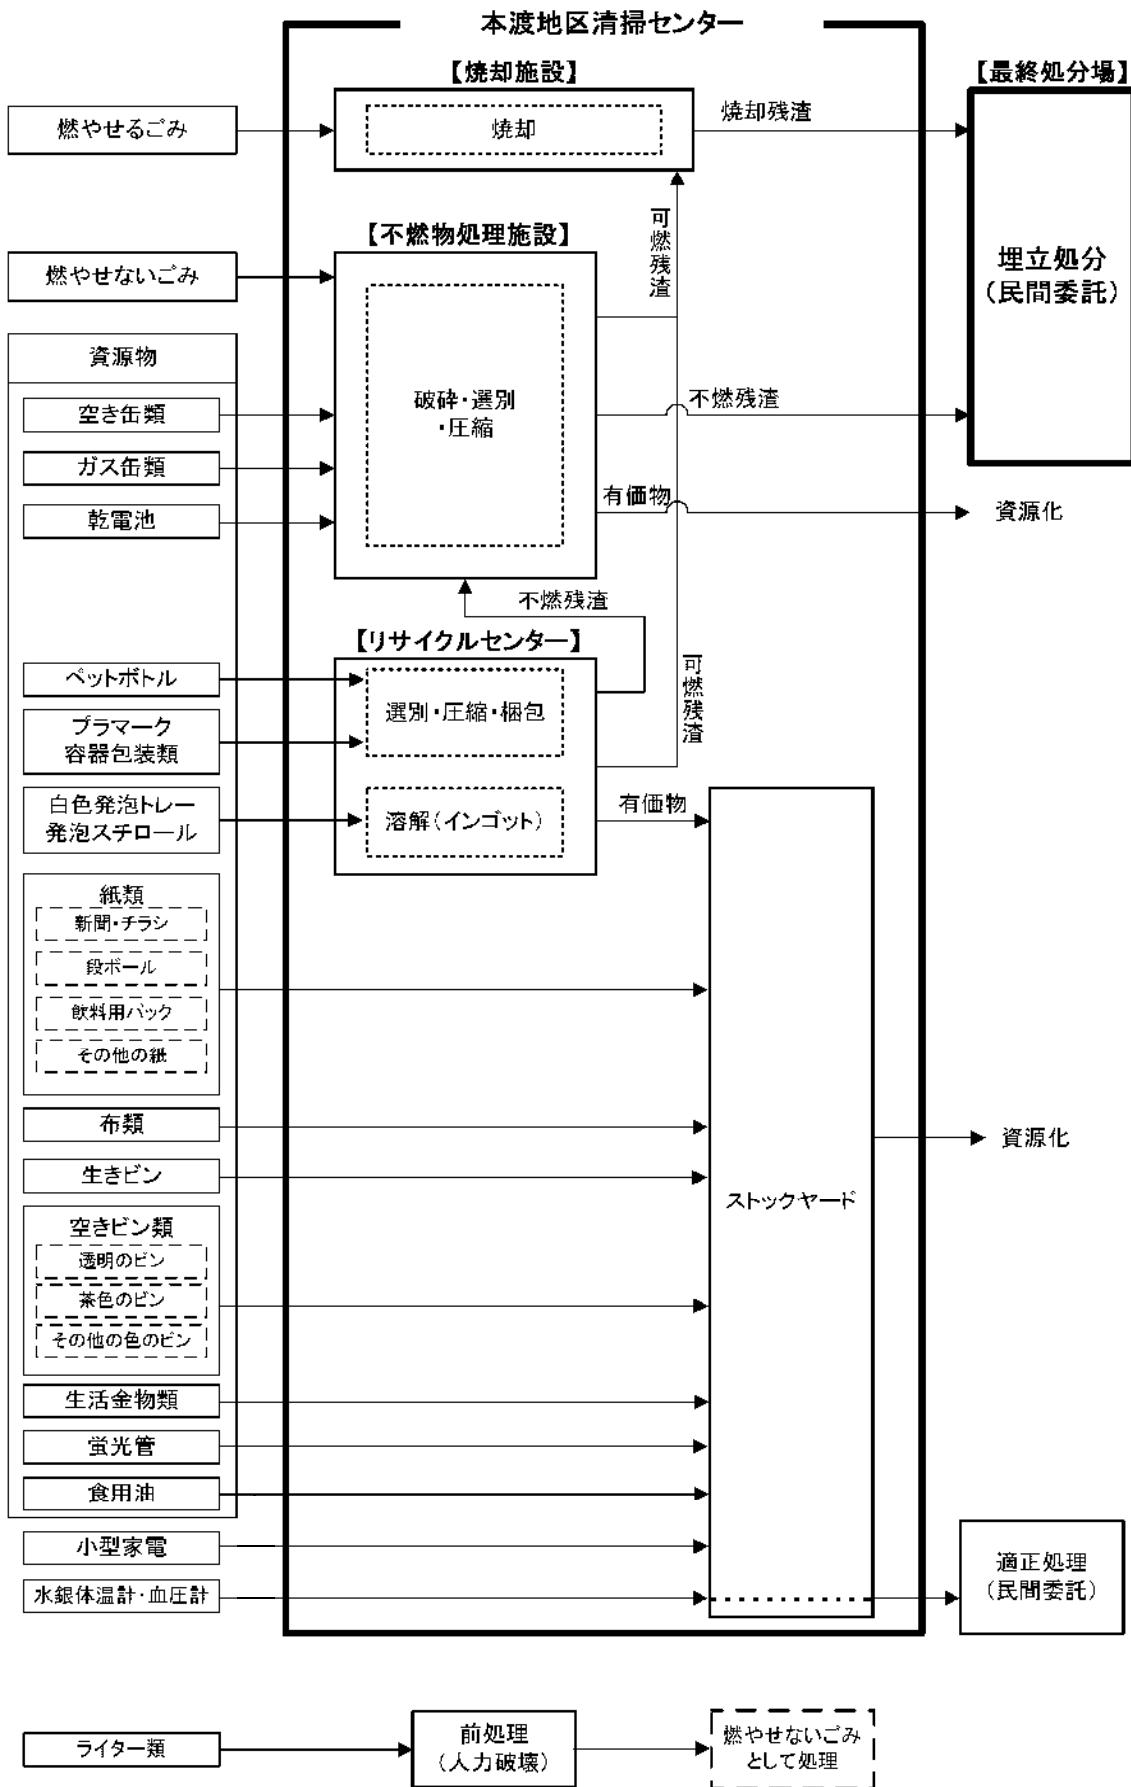 本渡地区清掃センター
【焼却施設】
【最終処分場】
燃やせるごみ
焼却
焼却残渣
可燃残渣
【不燃物処理施設】
燃やせないごみ
埋立処分
（民間委託）
資源物
空き缶類
破砕・選別
・圧縮
不燃残渣
ガス缶類
有価物
資源化
乾電池
不燃残渣
【リサイクルセンター】
可燃残渣
ペットボトル
選別・圧縮・梱包
プラマーク
容器包装類
白色発泡トレー
発泡スチロール
溶解（インゴット）
有価物
紙類
新聞・チラシ
段ボール
飲料用パック
その他の紙
布類
資源化
生きビン
ストックヤード
空きビン類
透明のビン
茶色のビン
その他の色のビン
生活金物類
蛍光管
食用油
小型家電
適正処理
（民間委託）
水銀体温計・血圧計
ライター類
前処理
（人力破壊）
燃やせないごみ
として処理